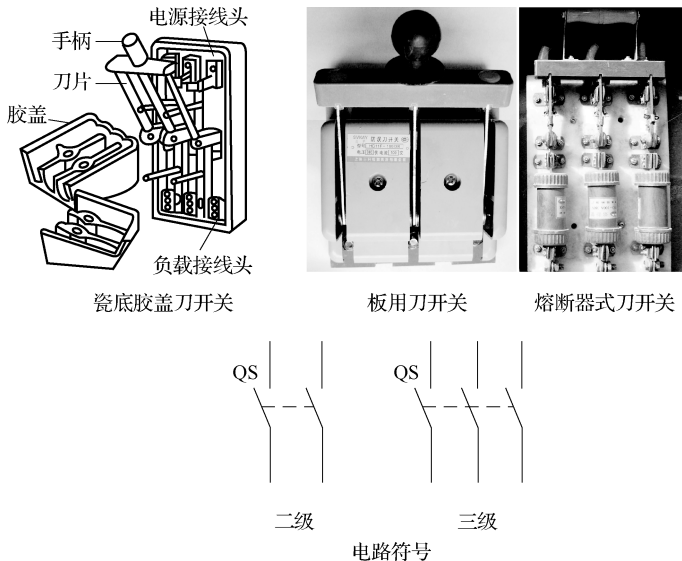 电源接线头
手柄
刀片
胶盖
负载接线头
瓷底胶盖刀开关
板用刀开关
熔断器式刀开关
QS
QS
二级
三级
电路符号